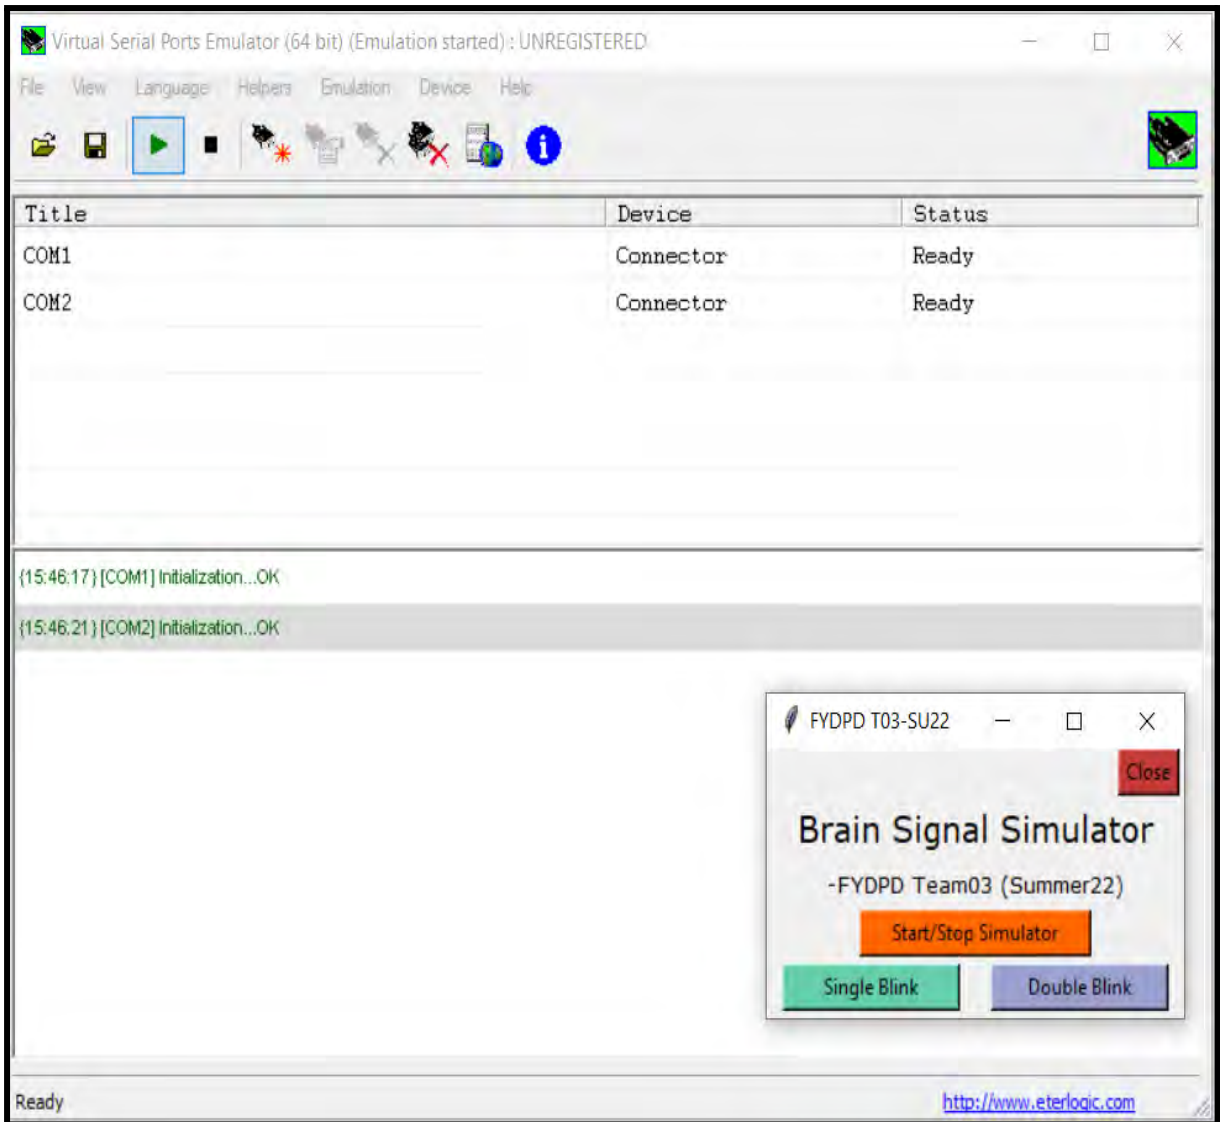 Virtual Serial Ports Emulator (64 bit) (Emulation started) : UNREGISTERED
File View Language Helpers Emulation Device Help
Title Device Status
COM1 Connector Ready
COM2 Connector Ready
{15:46:17} [COM1] Initialization...OK
{15:46:21} [COM2] Initialization...OK
FYDPD T03-SU22
Close
Brain Signal Simulator
-FYDPD Team03 (Summer22)
Start/Stop Simulator
Single Blink Double Blink
Ready http://www.eterlogic.com